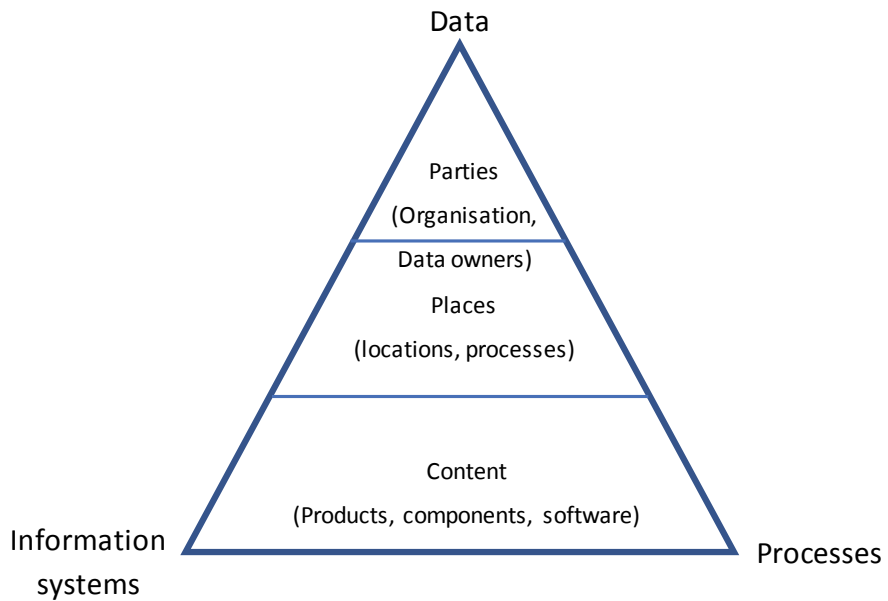 Data
Parties
(Organisation,
Data owners)
Places
(locations, processes)
Content
(Products, components, software)
Information
systems
Processes